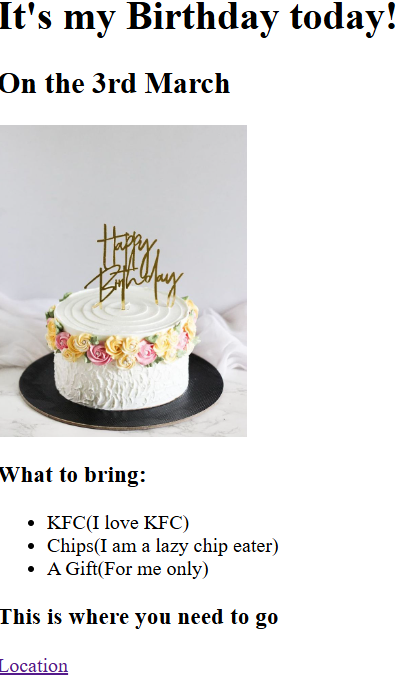 It's my Birthday today!
On the 3rd March
Happy
Birthday
What to bring:
KFC(I love KFC)
Chips(I am a lazy chip eater)
A Gift(For me only)
This is where you need to go
Location